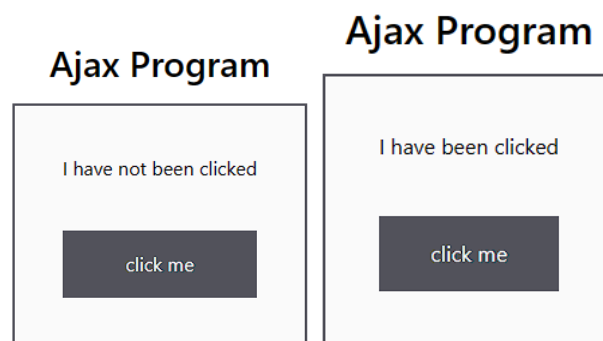 Ajax Program
I have not been clicked
click me
Ajax Program
I have been clicked
click me